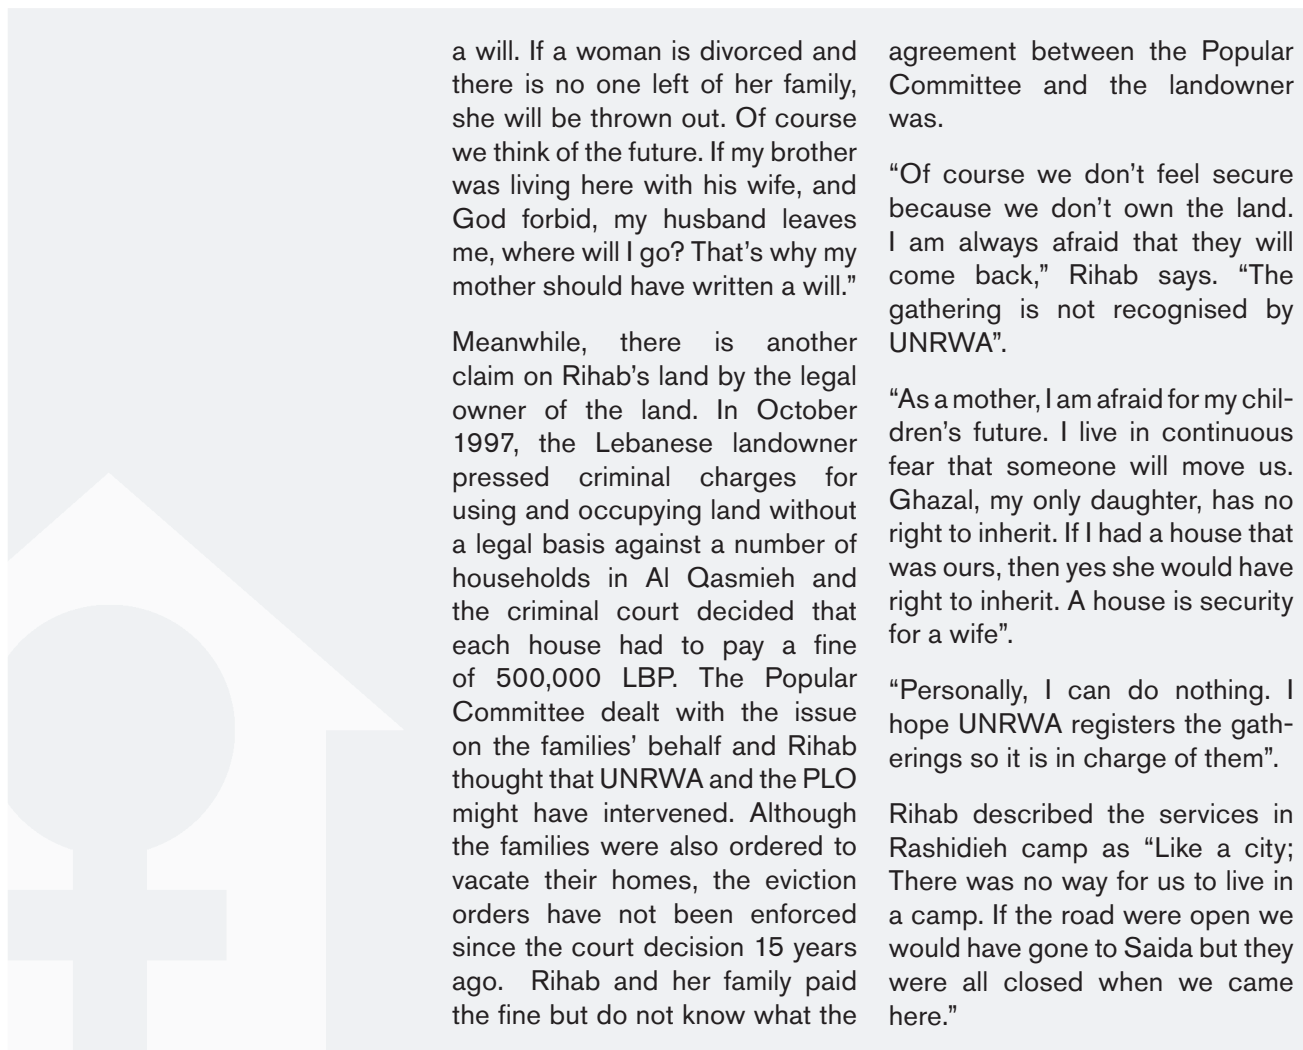 a will. If a woman is divorced and
there is no one left of her family,
she will be thrown out. Of course
we think of the future. If my brother
was living here with his wife, and
God forbid, my husband leaves
me, where will I go? That’s why my
mother should have written a will.”
Meanwhile, there is another
claim on Rihab’s land by the legal
owner of the land. In October
1997, the Lebanese landowner
pressed criminal charges for
using and occupying land without
a legal basis against a number of
households in Al Qasmieh and
the criminal court decided that
each house had to pay a fine
of 500,000 LBP. The Popular
Committee dealt with the issue
on the families’ behalf and Rihab
thought that UNRWA and the PLO
might have intervened. Although
the families were also ordered to
vacate their homes, the eviction
orders have not been enforced
since the court decision 15 years
ago.  Rihab and her family paid
the fine but do not know what the
agreement between the Popular
Committee and the landowner
was.
“Of course we don’t feel secure
because we don’t own the land.
I am always afraid that they will
come back,” Rihab says. “The
gathering is not recognised by
UNRWA”.
“As a mother, I am afraid for my chil-
dren’s future. I live in continuous
fear that someone will move us.
Ghazal, my only daughter, has no
right to inherit. If I had a house that
was ours, then yes she would have
right to inherit. A house is security
for a wife”.
“Personally, I can do nothing. I
hope UNRWA registers the gath-
erings so it is in charge of them”.
Rihab described the services in
Rashidieh camp as “Like a city;
There was no way for us to live in
a camp. If the road were open we
would have gone to Saida but they
were all closed when we came
here.”